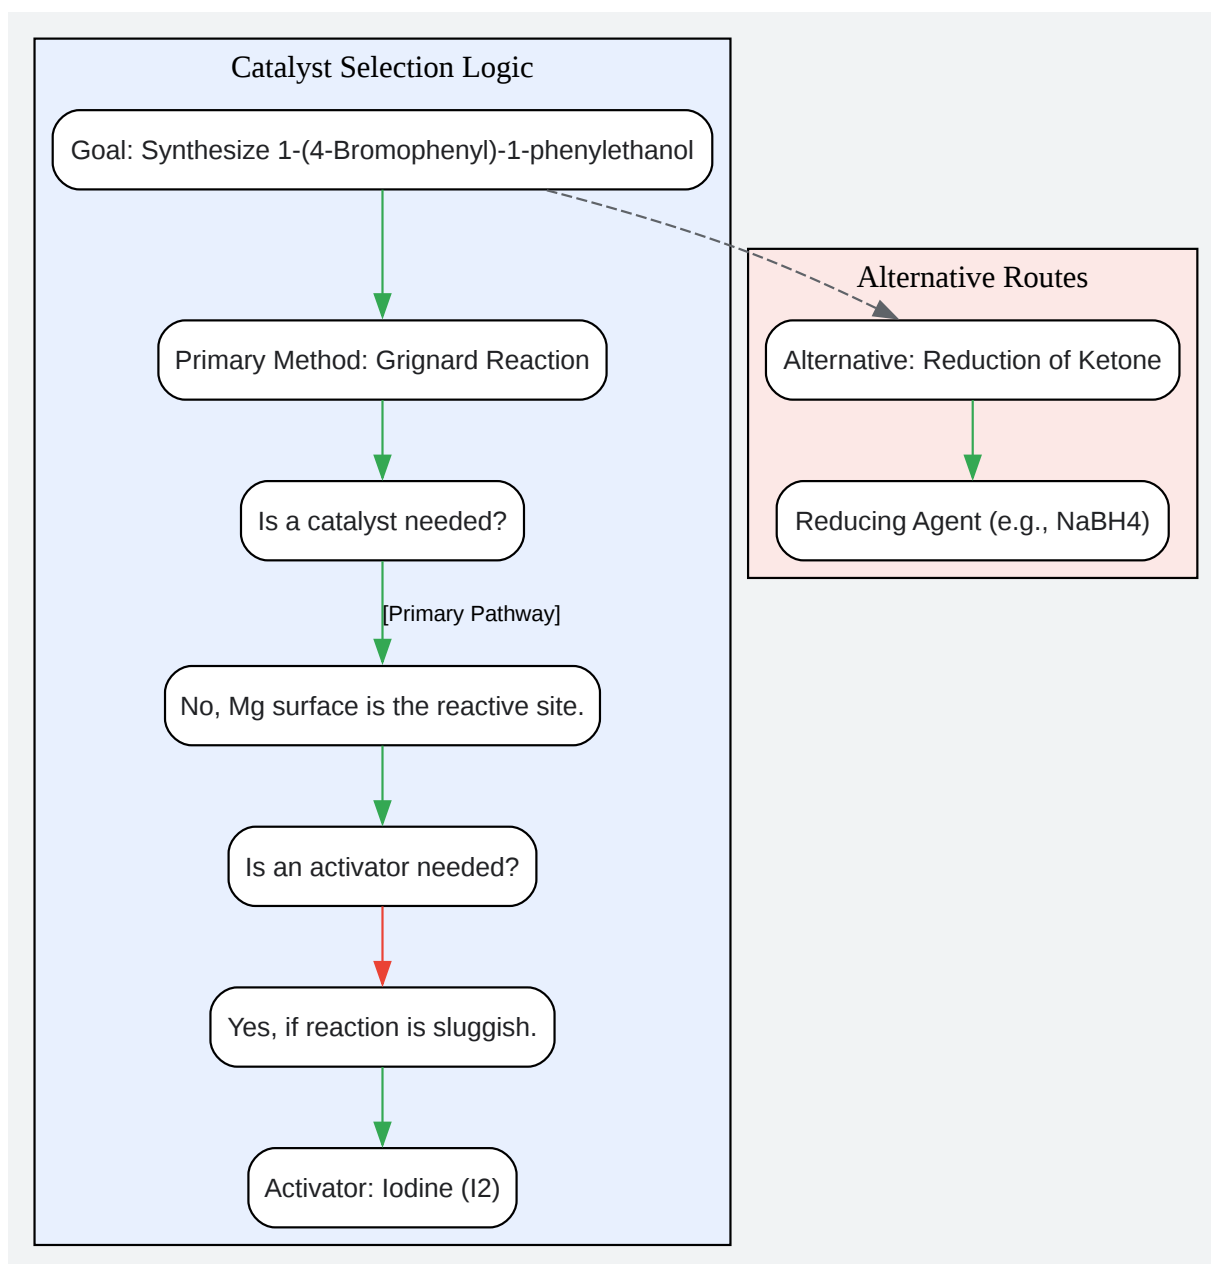 Catalyst Selection Logic
Goal: Synthesize 1-(4-Bromophenyl)-1-phenylethanol
Primary Method: Grignard Reaction
Is a catalyst needed?
[Primary Pathway]
No, Mg surface is the reactive site.
Is an activator needed?
Yes, if reaction is sluggish.
Activator: Iodine (I2)
Alternative Routes
Alternative: Reduction of Ketone
Reducing Agent (e.g., NaBH4)